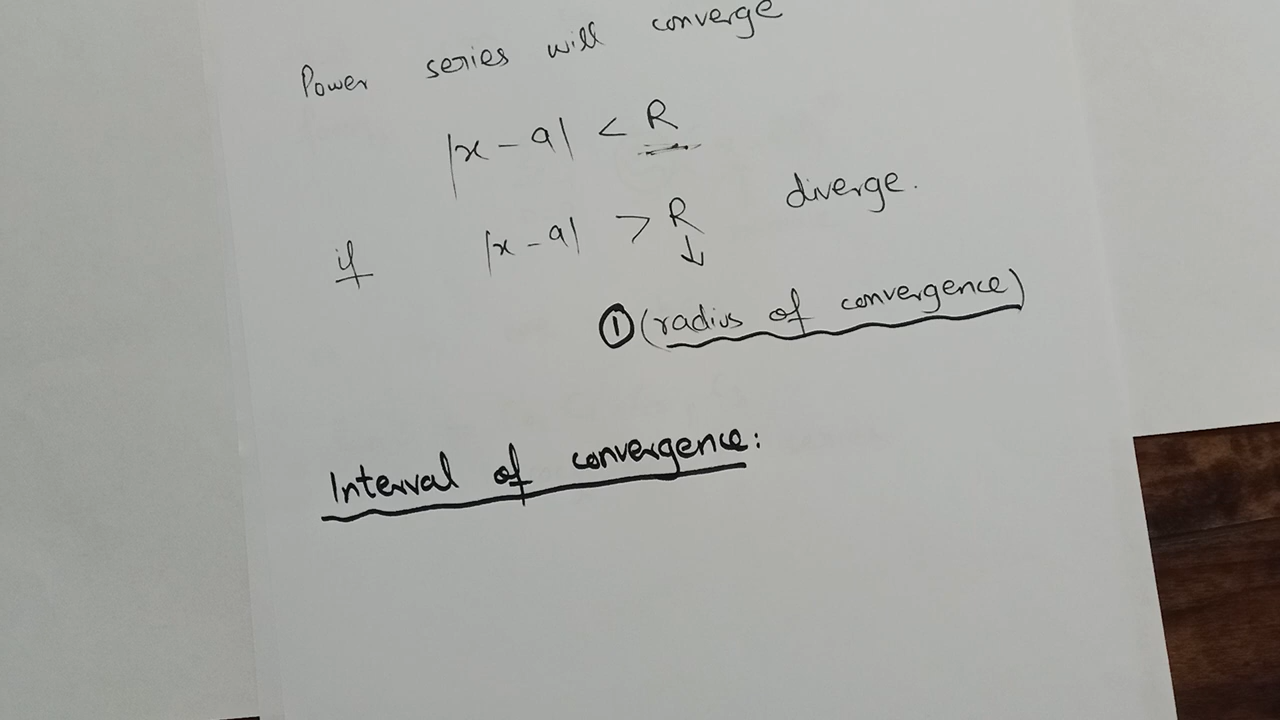 Power series will converge
|x - a| < R
if |x - a| > R diverge.
↓
① (radius of convergence)
Interval of convergence: